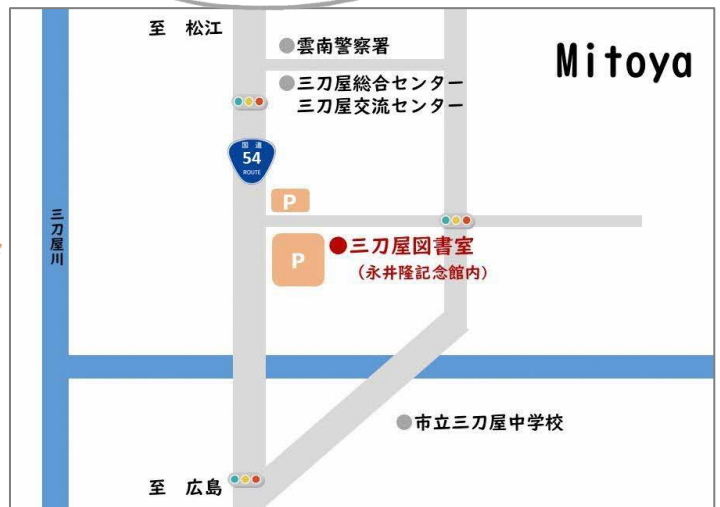 至 松江
雲南警察署
Mitoya
三刀屋総合センター
三刀屋交流センター
国道
54
ROUTE
P
三刀屋川
三刀屋図書室
P
(永井隆記念館内)
市立三刀屋中学校
至 広島